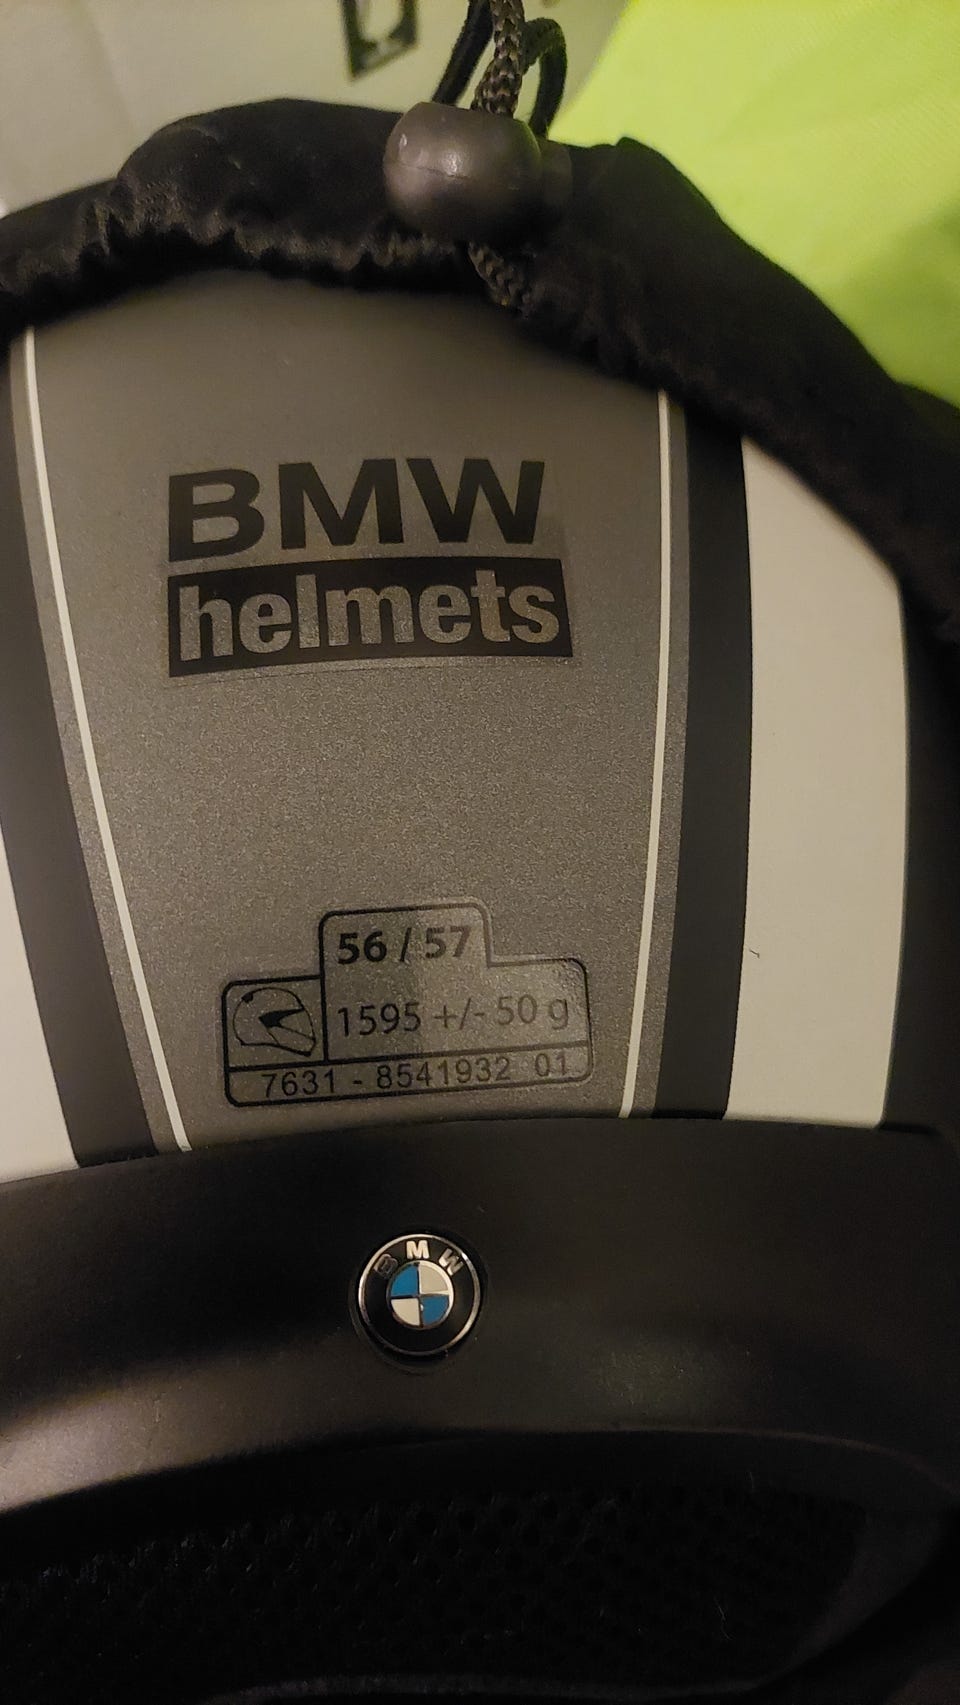 BMW
helmets
56 / 57
1595 +/- 50 g
7631 - 8541932 01
BMW